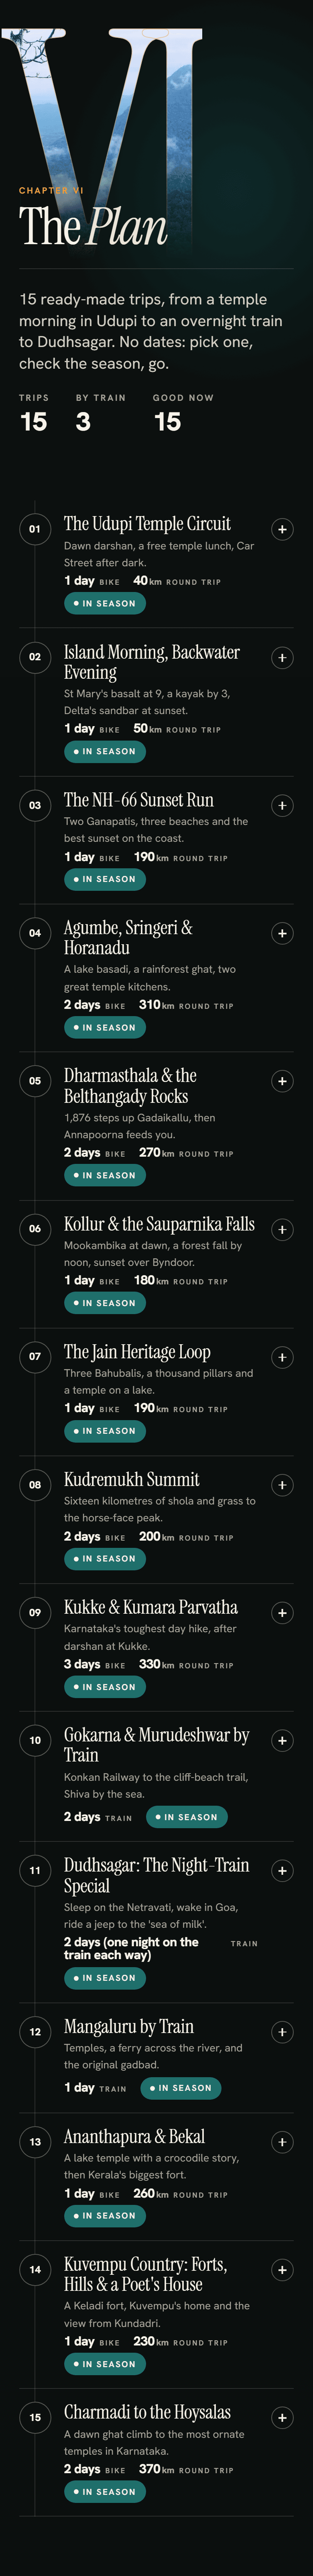 VI
CHAPTER VI
The Plan
15 ready-made trips, from a temple
morning in Udupi to an overnight train
to Dudhsagar. No dates: pick one,
check the season, go.
TRIPS BY TRAIN GOOD NOW
15 3 15
01
The Udupi Temple Circuit
+
Dawn darshan, a free temple lunch, Car
Street after dark.
1 day BIKE 40 km ROUND TRIP
IN SEASON
02
Island Morning, Backwater
Evening
+
St Mary's basalt at 9, a kayak by 3,
Delta's sandbar at sunset.
1 day BIKE 50 km ROUND TRIP
IN SEASON
03
The NH-66 Sunset Run
+
Two Ganapatis, three beaches and the
best sunset on the coast.
1 day BIKE 190 km ROUND TRIP
IN SEASON
04
Agumbe, Sringeri &
Horanadu
+
A lake basadi, a rainforest ghat, two
great temple kitchens.
2 days BIKE 310 km ROUND TRIP
IN SEASON
05
Dharmasthala & the
Belthangady Rocks
+
1,876 steps up Gadaikallu, then
Annapoorna feeds you.
2 days BIKE 270 km ROUND TRIP
IN SEASON
06
Kollur & the Sauparnika Falls
+
Mookambika at dawn, a forest fall by
noon, sunset over Byndoor.
1 day BIKE 180 km ROUND TRIP
IN SEASON
07
The Jain Heritage Loop
+
Three Bahubalis, a thousand pillars and
a temple on a lake.
1 day BIKE 190 km ROUND TRIP
IN SEASON
08
Kudremukh Summit
+
Sixteen kilometres of shola and grass to
the horse-face peak.
2 days BIKE 200 km ROUND TRIP
IN SEASON
09
Kukke & Kumara Parvatha
+
Karnataka's toughest day hike, after
darshan at Kukke.
3 days BIKE 330 km ROUND TRIP
IN SEASON
10
Gokarna & Murudeshwar by
Train
+
Konkan Railway to the cliff-beach trail,
Shiva by the sea.
2 days TRAIN IN SEASON
11
Dudhsagar: The Night-Train
Special
+
Sleep on the Netravati, wake in Goa,
ride a jeep to the 'sea of milk'.
2 days (one night on the TRAIN
train each way)
IN SEASON
12
Mangaluru by Train
+
Temples, a ferry across the river, and
the original gadbad.
1 day TRAIN IN SEASON
13
Ananthapura & Bekal
+
A lake temple with a crocodile story,
then Kerala's biggest fort.
1 day BIKE 260 km ROUND TRIP
IN SEASON
14
Kuvempu Country: Forts,
Hills & a Poet's House
+
A Keladi fort, Kuvempu's home and the
view from Kundadri.
1 day BIKE 230 km ROUND TRIP
IN SEASON
15
Charmadi to the Hoysalas
+
A dawn ghat climb to the most ornate
temples in Karnataka.
2 days BIKE 370 km ROUND TRIP
IN SEASON